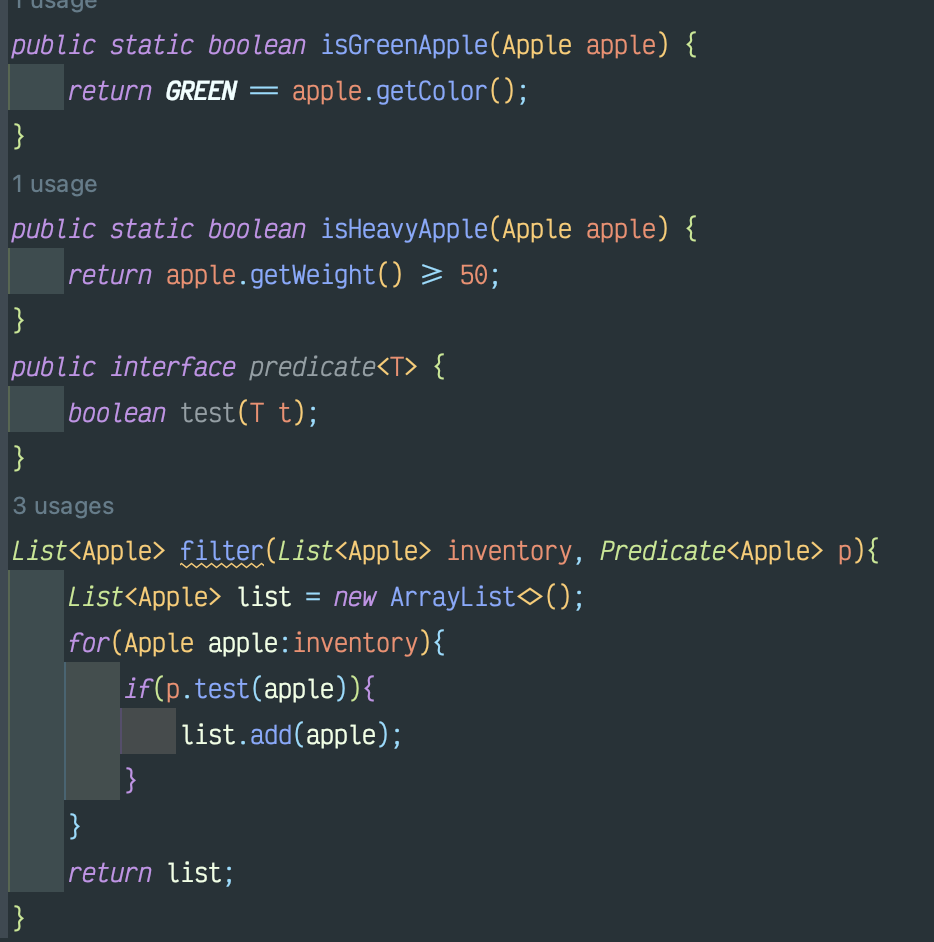 1 usage
public static boolean isGreenApple(Apple apple) {
return GREEN == apple.getColor();
}
1 usage
public static boolean isHeavyApple(Apple apple) {
return apple.getWeight() >= 50;
}
public interface predicate<T> {
boolean test(T t);
}
3 usages
List<Apple> filter(List<Apple> inventory, Predicate<Apple> p){
List<Apple> list = new ArrayList<>();
for(Apple apple:inventory){
if(p.test(apple)){
list.add(apple);
}
}
return list;
}